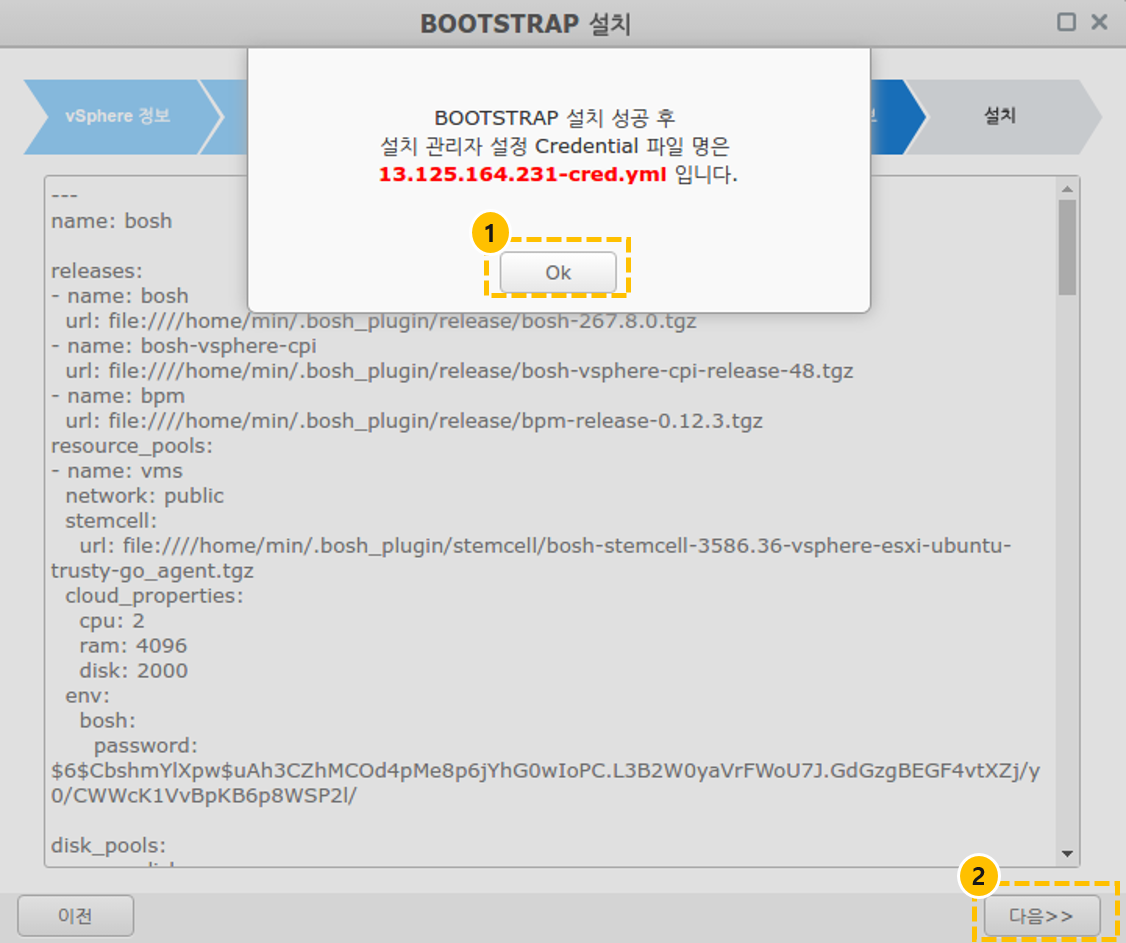 BOOTSTRAP 설치
vSphere 정보
설치
BOOTSTRAP 설치 성공 후
설치 관리자 설정 Credential 파일 명은
13.125.164.231-cred.yml 입니다.
1
Ok
---
name: bosh
releases:
- name: bosh
url: file:////home/min/.bosh_plugin/release/bosh-267.8.0.tgz
- name: bosh-vsphere-cpi
url: file:////home/min/.bosh_plugin/release/bosh-vsphere-cpi-release-48.tgz
- name: bpm
url: file:////home/min/.bosh_plugin/release/bpm-release-0.12.3.tgz
resource_pools:
- name: vms
network: public
stemcell:
url: file:////home/min/.bosh_plugin/stemcell/bosh-stemcell-3586.36-vsphere-esxi-ubuntu-
trusty-go_agent.tgz
cloud_properties:
cpu: 2
ram: 4096
disk: 2000
env:
bosh:
password:
$6$CbshmYlXpw$uAh3CZhMCOd4pMe8p6jYhG0wIoPC.L3B2W0yaVrFWoU7J.GdGzgBEGF4vtXZj/y
0/CWWcK1VvBpKB6p8WSP2l/
disk_pools:
2
이전
다음>>